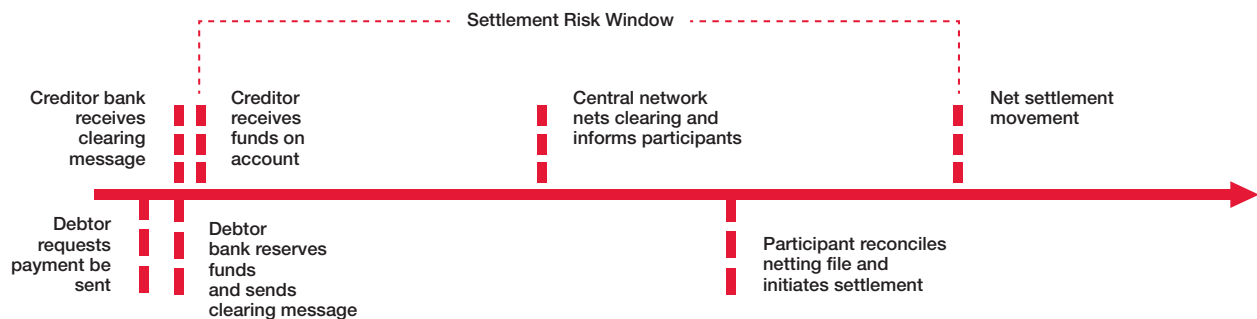 Settlement Risk Window
Creditor bank
receives
clearing
message
Creditor
receives
funds on
account
Central network
nets clearing and
informs participants
Net settlement
movement
Debtor
requests
payment be
sent
Debtor
bank reserves
funds
and sends
clearing message
Participant reconciles
netting file and
initiates settlement